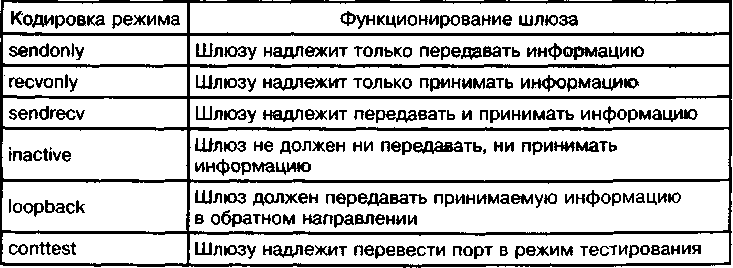 Кодировка режима Функционирование шлюза
sendonly Шлюзу надлежит только передавать информацию
recvonly Шлюзу надлежит только принимать информацию
sendrecv Шлюзу надлежит передавать и принимать информацию
inactive Шлюз не должен ни передавать, ни принимать
информацию
loopback Шлюз должен передавать принимаемую информацию
в обратном направлении
conttest Шлюзу надлежит перевести порт в режим тестирования